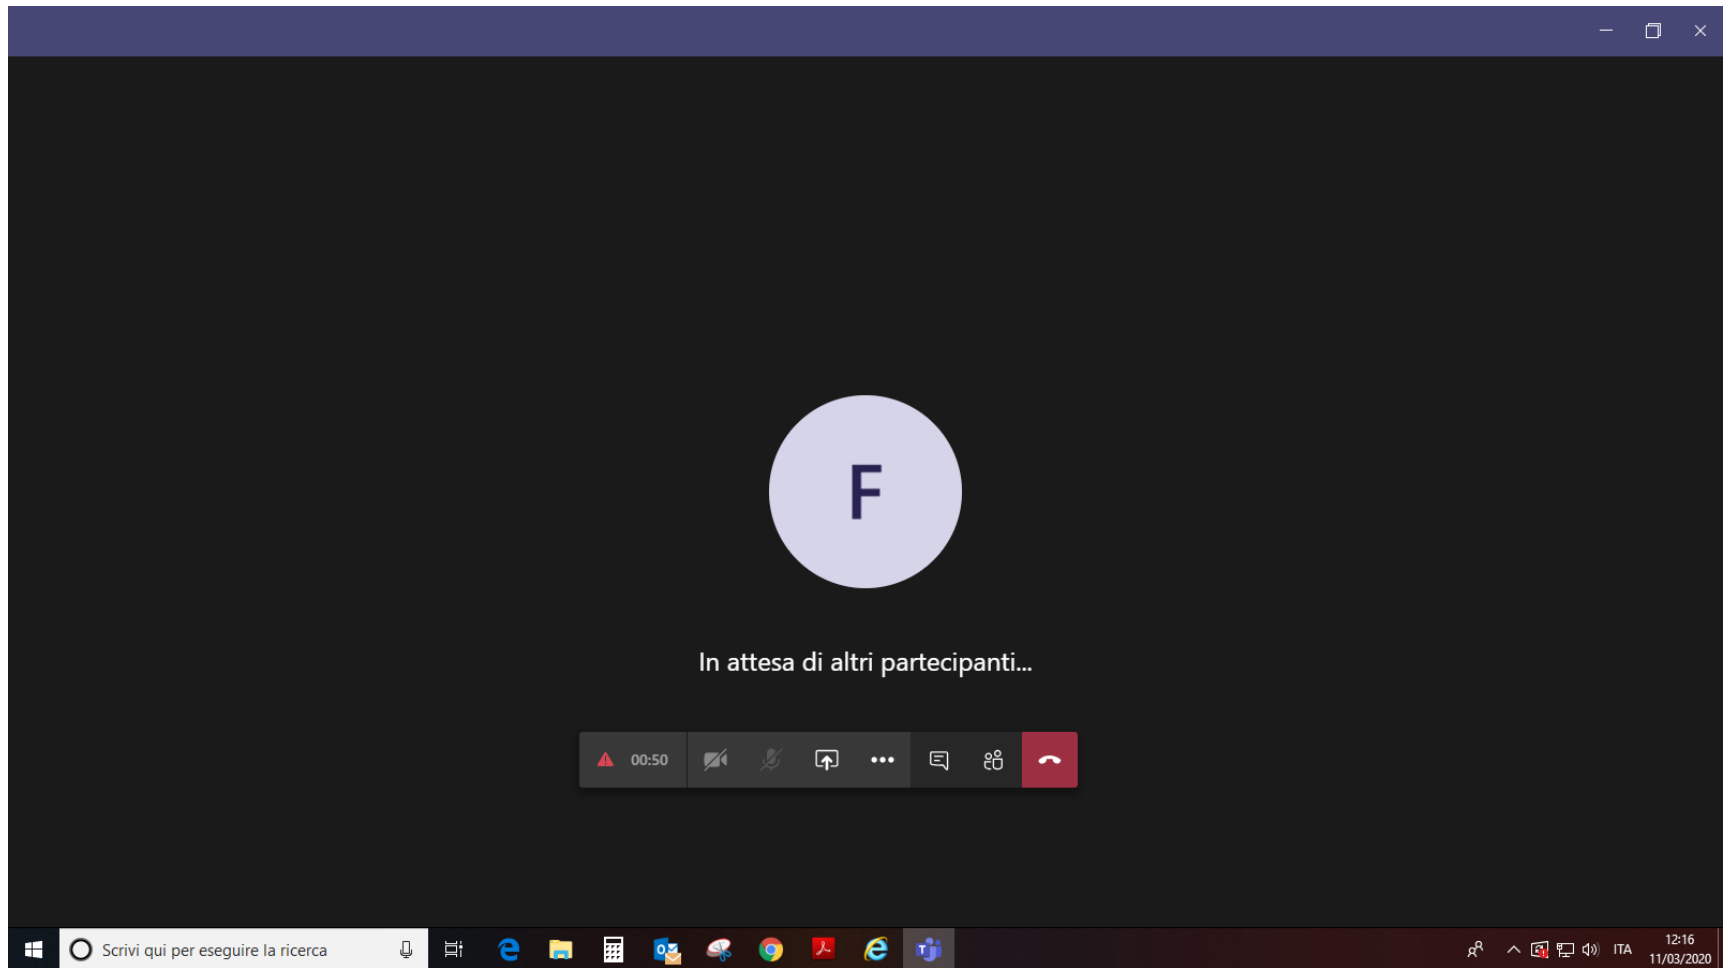 F
In attesa di altri partecipanti...
00:50
Scrivi qui per eseguire la ricerca
ITA
12:16
11/03/2020